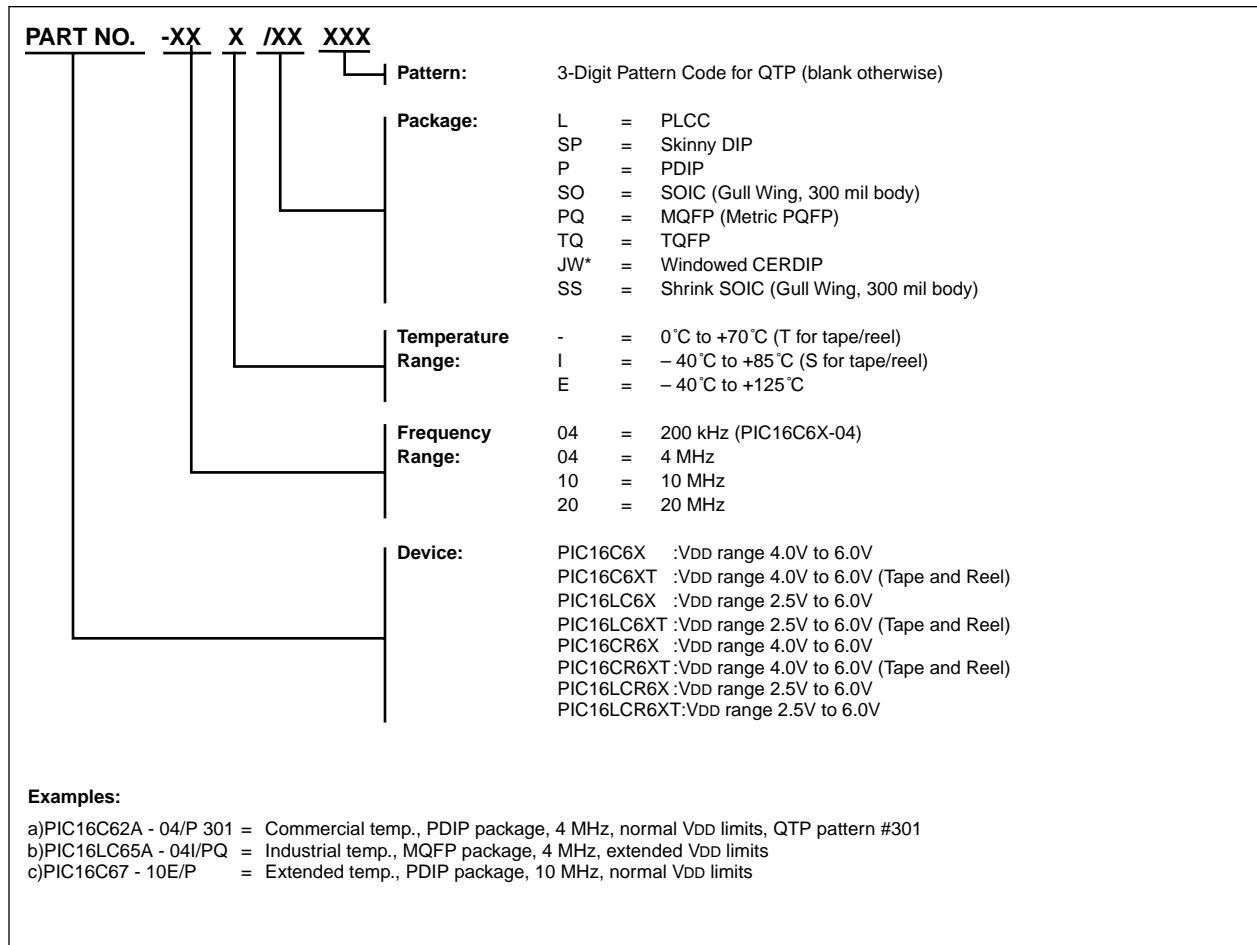 PART NO. -XX X /XX XXX
Pattern: 3-Digit Pattern Code for QTP (blank otherwise)
Package: L = PLCC
SP = Skinny DIP
P = PDIP
SO = SOIC (Gull Wing, 300 mil body)
PQ = MQFP (Metric PQFP)
TQ = TQFP
JW* = Windowed CERDIP
SS = Shrink SOIC (Gull Wing, 300 mil body)
Temperature - = 0˚C to +70˚C (T for tape/reel)
Range: I = – 40˚C to +85˚C (S for tape/reel)
E = – 40˚C to +125˚C
Frequency 04 = 200 kHz (PIC16C6X-04)
Range: 04 = 4 MHz
10 = 10 MHz
20 = 20 MHz
Device: PIC16C6X :VDD range 4.0V to 6.0V
PIC16C6XT :VDD range 4.0V to 6.0V (Tape and Reel)
PIC16LC6X :VDD range 2.5V to 6.0V
PIC16LC6XT :VDD range 2.5V to 6.0V (Tape and Reel)
PIC16CR6X :VDD range 4.0V to 6.0V
PIC16CR6XT :VDD range 4.0V to 6.0V (Tape and Reel)
PIC16LCR6X :VDD range 2.5V to 6.0V
PIC16LCR6XT:VDD range 2.5V to 6.0V
Examples:
a)PIC16C62A - 04/P 301 = Commercial temp., PDIP package, 4 MHz, normal VDD limits, QTP pattern #301
b)PIC16LC65A - 04I/PQ = Industrial temp., MQFP package, 4 MHz, extended VDD limits
c)PIC16C67 - 10E/P = Extended temp., PDIP package, 10 MHz, normal VDD limits